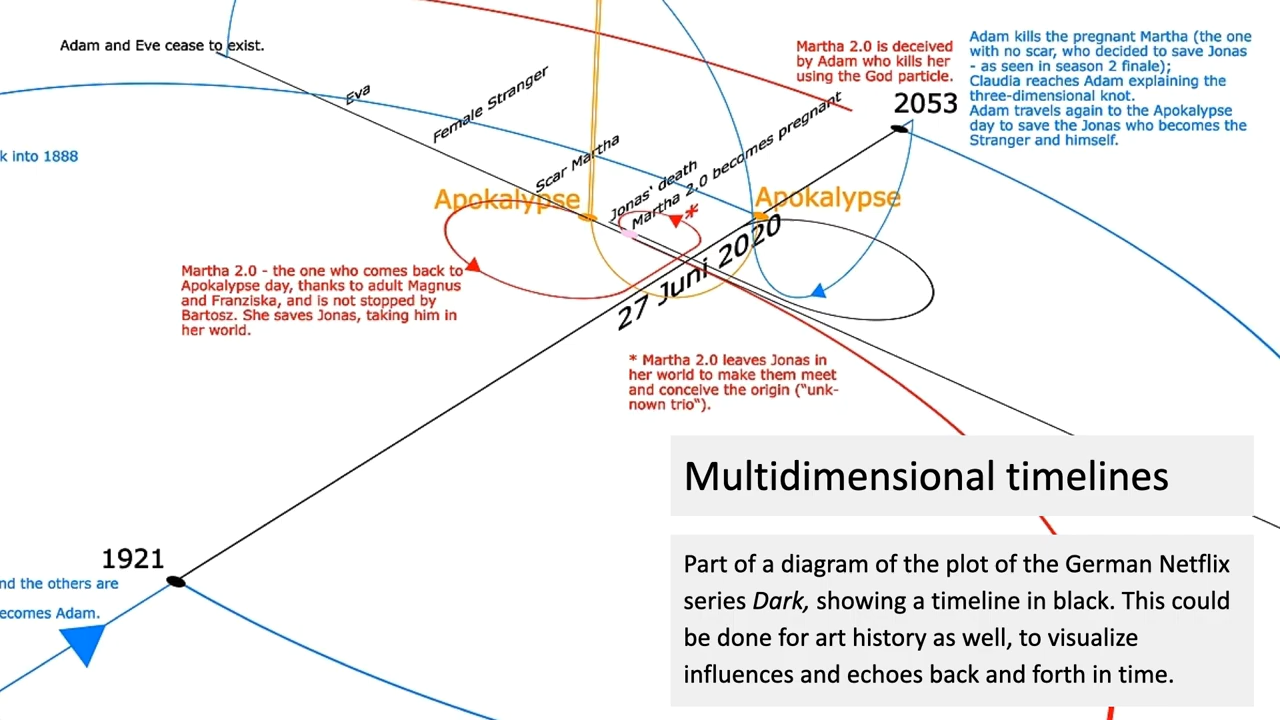 Adam and Eve cease to exist.
Eva
Female Stranger
Scar Martha
Jonas' death
Martha 2.0 becomes pregnant
Martha 2.0 is deceived
by Adam who kills her
using the God particle.
2053
Adam kills the pregnant Martha (the one
with no scar, who decided to save Jonas
- as seen in season 2 finale);
Claudia reaches Adam explaining the
three-dimensional knot.
Adam travels again to the Apokalypse
day to save the Jonas who becomes the
Stranger and himself.
k into 1888
Apokalypse
Apokalypse
*
27 Juni 2020
Martha 2.0 - the one who comes back to
Apokalypse day, thanks to adult Magnus
and Franziska, and is not stopped by
Bartosz. She saves Jonas, taking him in
her world.
* Martha 2.0 leaves Jonas in
her world to make them meet
and conceive the origin ("unk-
nown trio").
Multidimensional timelines
Part of a diagram of the plot of the German Netflix
series Dark, showing a timeline in black. This could
be done for art history as well, to visualize
influences and echoes back and forth in time.
1921
nd the others are
ecomes Adam.